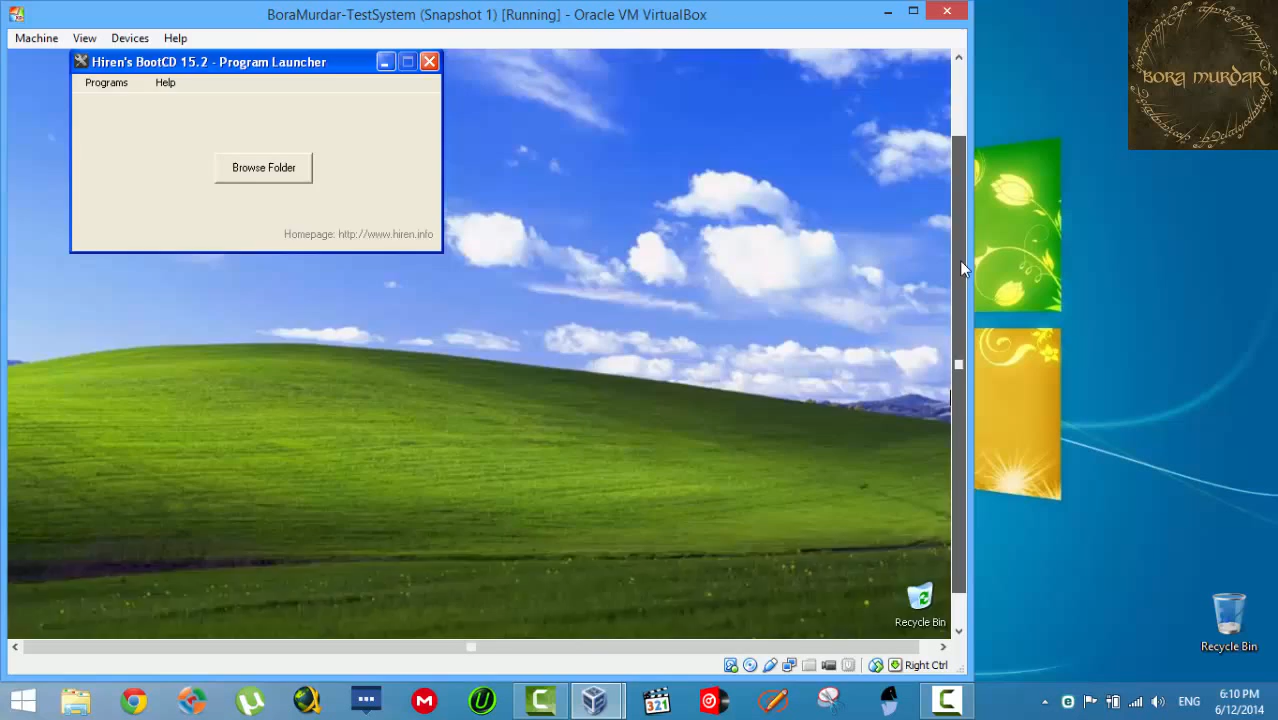 BoraMurdar-TestSystem (Snapshot 1) [Running] - Oracle VM VirtualBox
Machine View Devices Help
Hiren's BootCD 15.2 - Program Launcher
Programs Help
Browse Folder
Homepage: http://www.hiren.info
BORA MURDAR
Recycle Bin
Recycle Bin
Right Ctrl
321
ENG
6:10 PM
6/12/2014